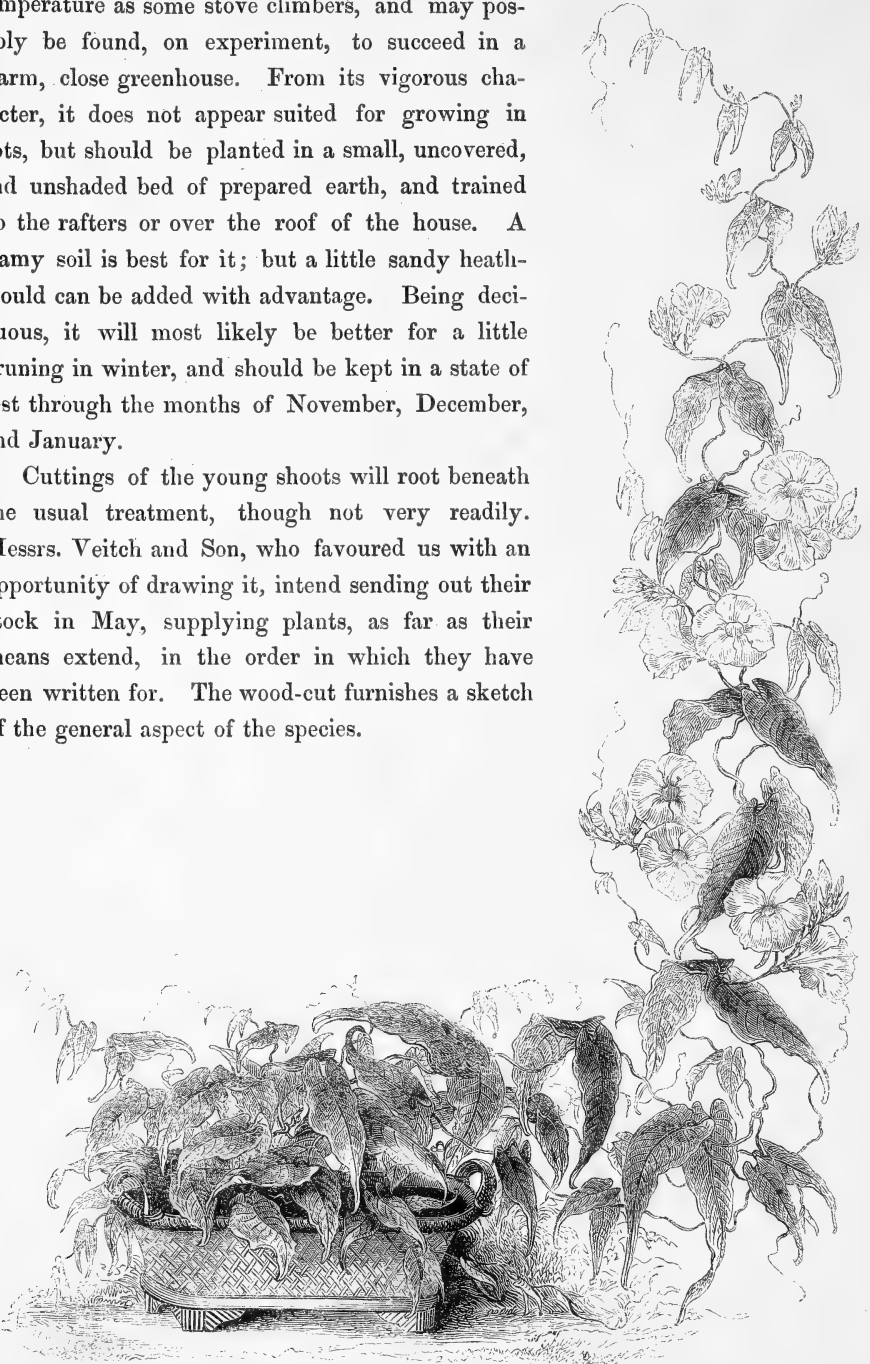 mperature as some stove climbers, and may pos-
bly be found, on experiment, to succeed in a
arm, close greenhouse. From its vigorous cha-
cter, it does not appear suited for growing in
ots, but should be planted in a small, uncovered,
nd unshaded bed of prepared earth, and trained
o the rafters or over the roof of the house. A
amy soil is best for it; but a little sandy heath-
ould can be added with advantage. Being deci-
uous, it will most likely be better for a little
runing in winter, and should be kept in a state of
st through the months of November, December,
nd January.
Cuttings of the young shoots will root beneath
he usual treatment, though not very readily.
Messrs. Veitch and Son, who favoured us with an
pportunity of drawing it, intend sending out their
tock in May, supplying plants, as far as their
eans extend, in the order in which they have
een written for. The wood-cut furnishes a sketch
f the general aspect of the species.